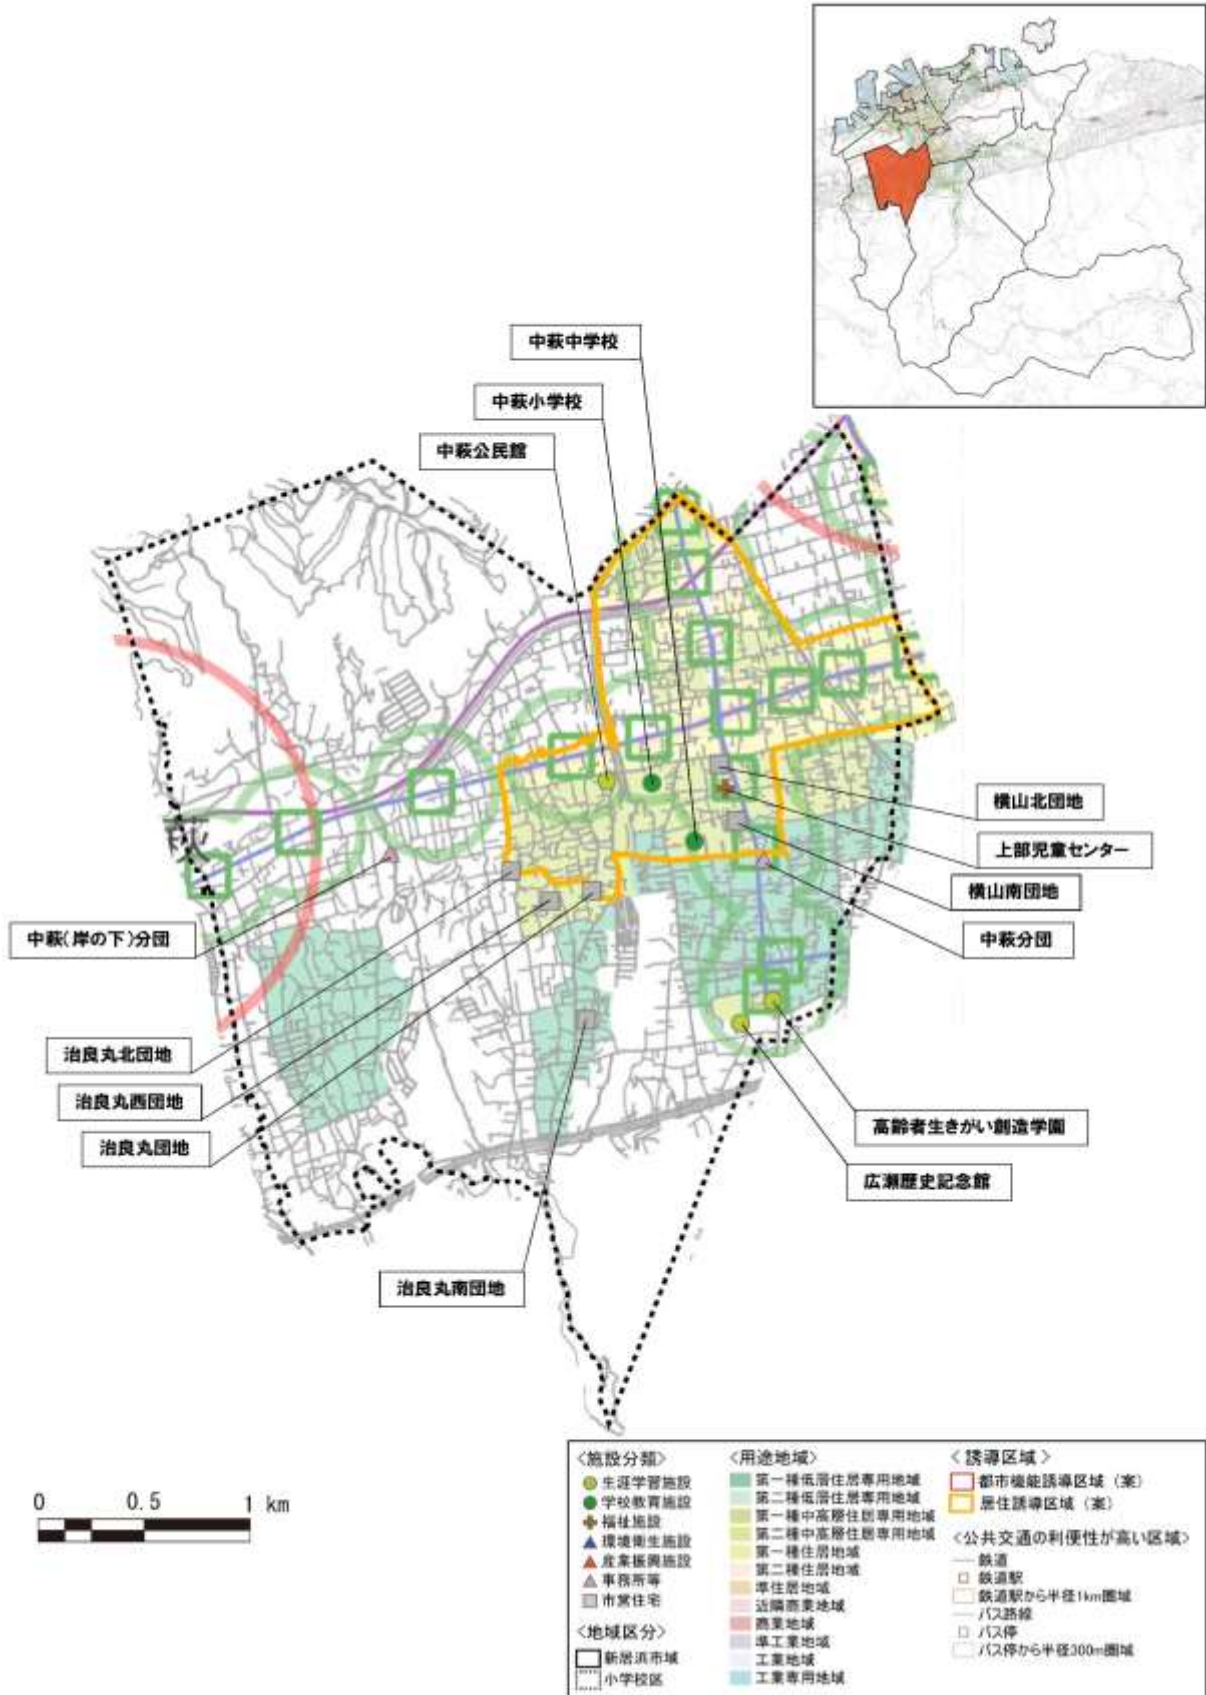 中萩中学校
中萩小学校
中萩公民館
横山北団地
上部児童センター
横山南団地
中萩分団
中萩(岸の下)分団
治良丸北団地
治良丸西団地
治良丸団地
高齢者生きがい創造学園
広瀬歴史記念館
治良丸南団地
0 0.5 1 km
<施設分類>
生涯学習施設
学校教育施設
福祉施設
環境衛生施設
産業振興施設
事務所等
市営住宅
<地域区分>
新居浜市域
小学校区
<用途地域>
第一種低層住居専用地域
第二種低層住居専用地域
第一種中高層住居専用地域
第二種中高層住居専用地域
第一種住居地域
第二種住居地域
準住居地域
近隣商業地域
商業地域
準工業地域
工業地域
工業専用地域
<誘導区域>
都市機能誘導区域(案)
居住誘導区域(案)
<公共交通の利便性が高い区域>
鉄道
鉄道駅
鉄道駅から半径1km圏域
バス路線
バス停
バス停から半径300m圏域